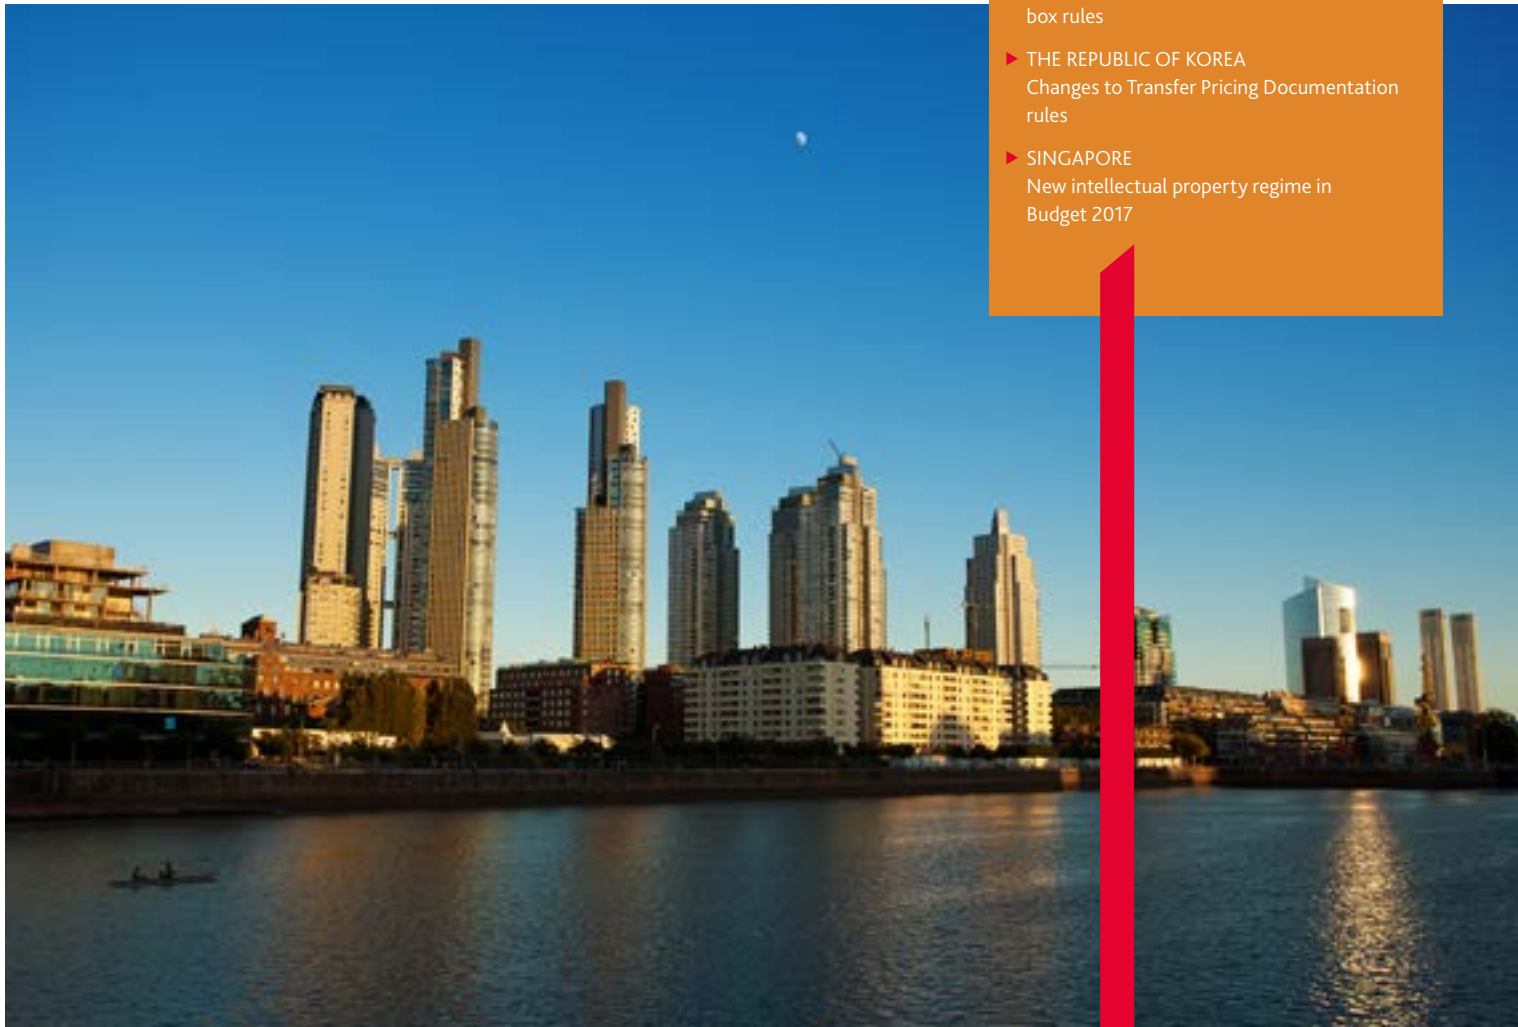 box rules
THE REPUBLIC OF KOREA
Changes to Transfer Pricing Documentation
rules
SINGAPORE
New intellectual property regime in
Budget 2017